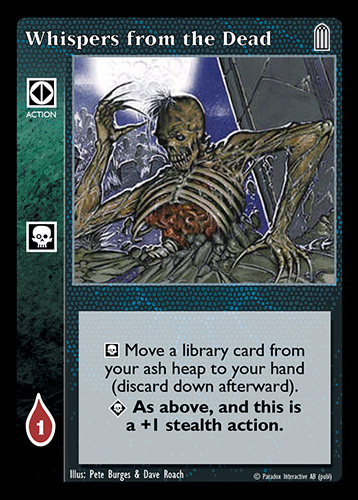 Whispers from the Dead
ACTION
Move a library card from
your ash heap to your hand
(discard down afterward).
As above, and this is
a +1 stealth action.
1
Illus: Pete Burges & Dave Roach
© Paradox Interactive AB (publ)